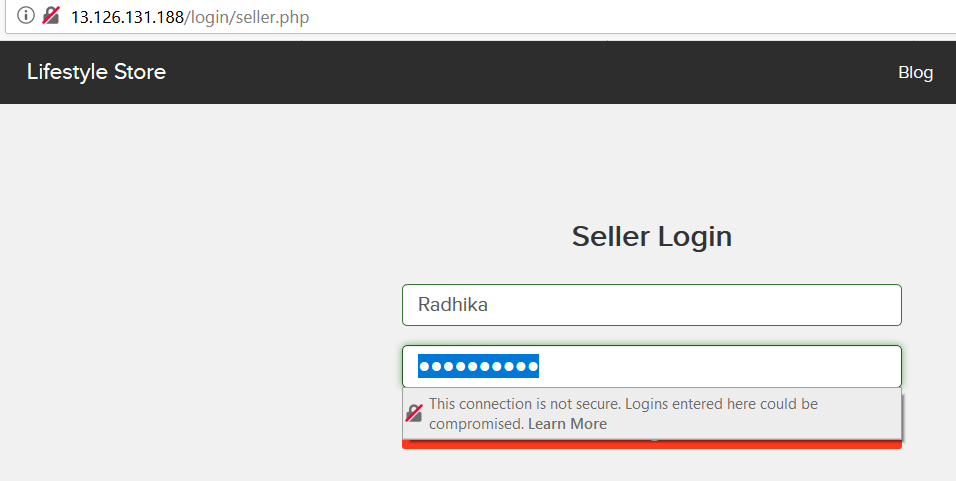 13.126.131.188/login/seller.php
Lifestyle Store
Blog
Seller Login
Radhika
●●●●●●●●●●
This connection is not secure. Logins entered here could be
compromised. Learn More